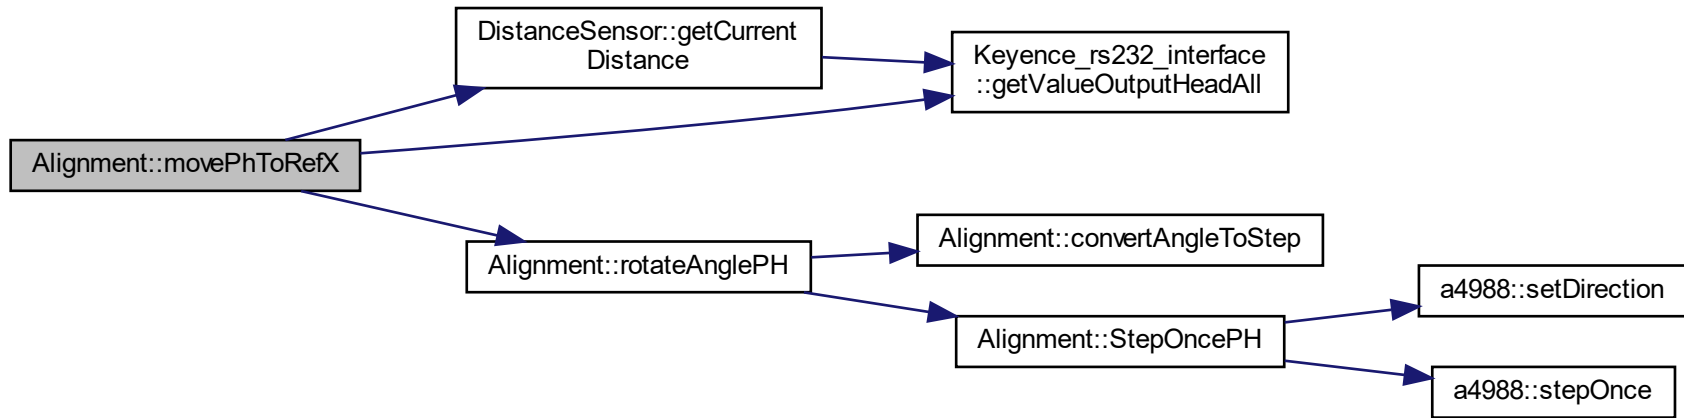 DistanceSensor::getCurrent
Distance
Keyence_rs232_interface
::getValueOutputHeadAll
Alignment::movePhToRefX
Alignment::convertAngleToStep
Alignment::rotateAnglePH
a4988::setDirection
Alignment::StepOncePH
a4988::stepOnce